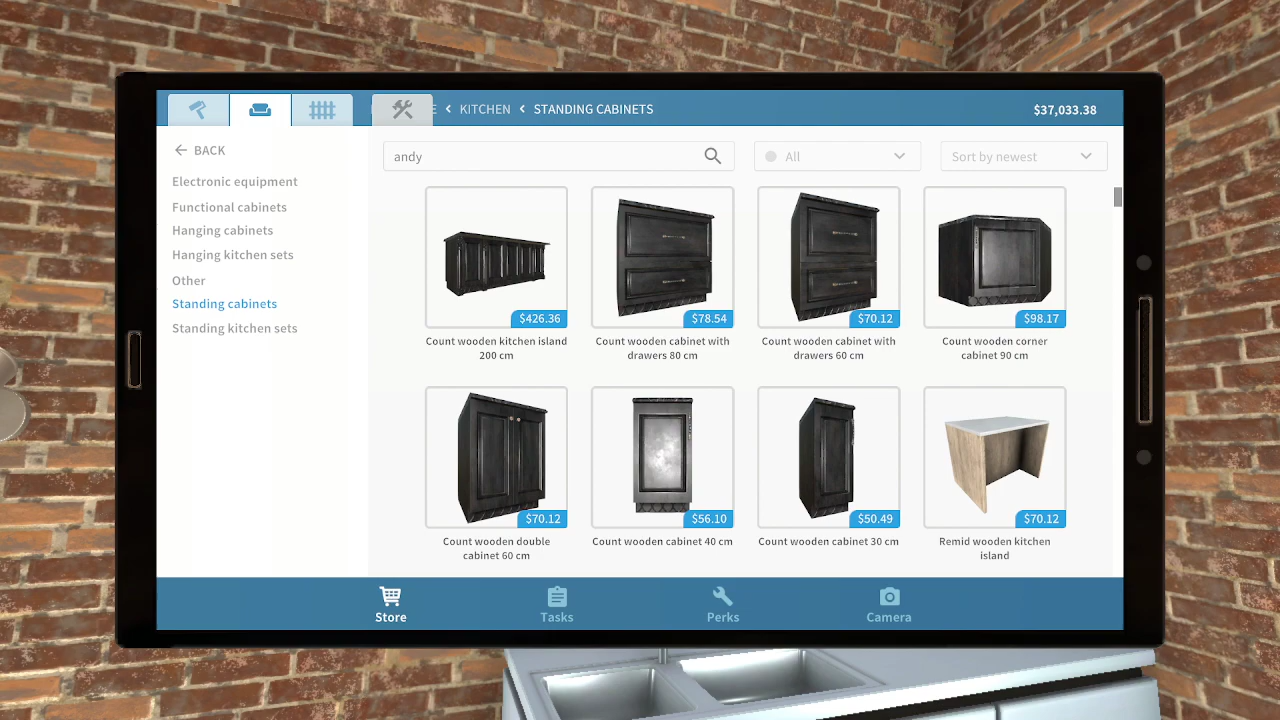 E < KITCHEN < STANDING CABINETS
$37,033.38
BACK
Electronic equipment
Functional cabinets
Hanging cabinets
Hanging kitchen sets
Other
Standing cabinets
Standing kitchen sets
andy
All
Sort by newest
$426.36
Count wooden kitchen island
200 cm
$78.54
Count wooden cabinet with
drawers 80 cm
$70.12
Count wooden cabinet with
drawers 60 cm
$98.17
Count wooden corner
cabinet 90 cm
$70.12
Count wooden double
cabinet 60 cm
$56.10
Count wooden cabinet 40 cm
$50.49
Count wooden cabinet 30 cm
$70.12
Remid wooden kitchen
island
Store
Tasks
Perks
Camera